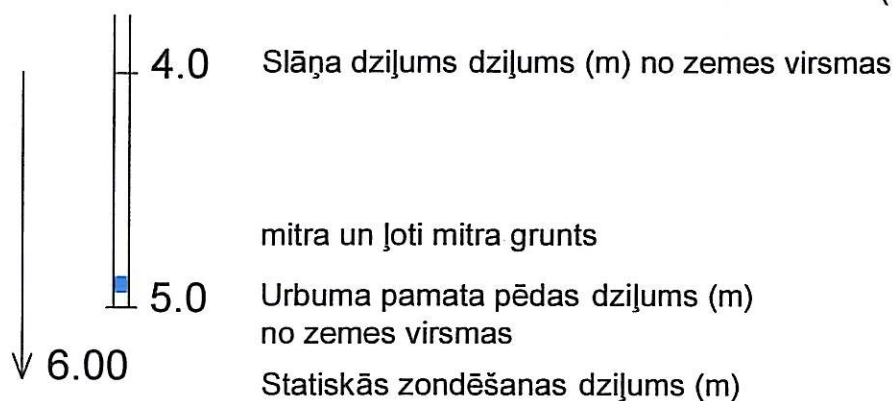 4.0 Slāņa dziļums dziļums (m) no zemes virsmas
mitra un ļoti mitra grunts
5.0 Urbuma pamata pēdas dziļums (m)
no zemes virsmas
6.00 Statiskās zondēšanas dziļums (m)